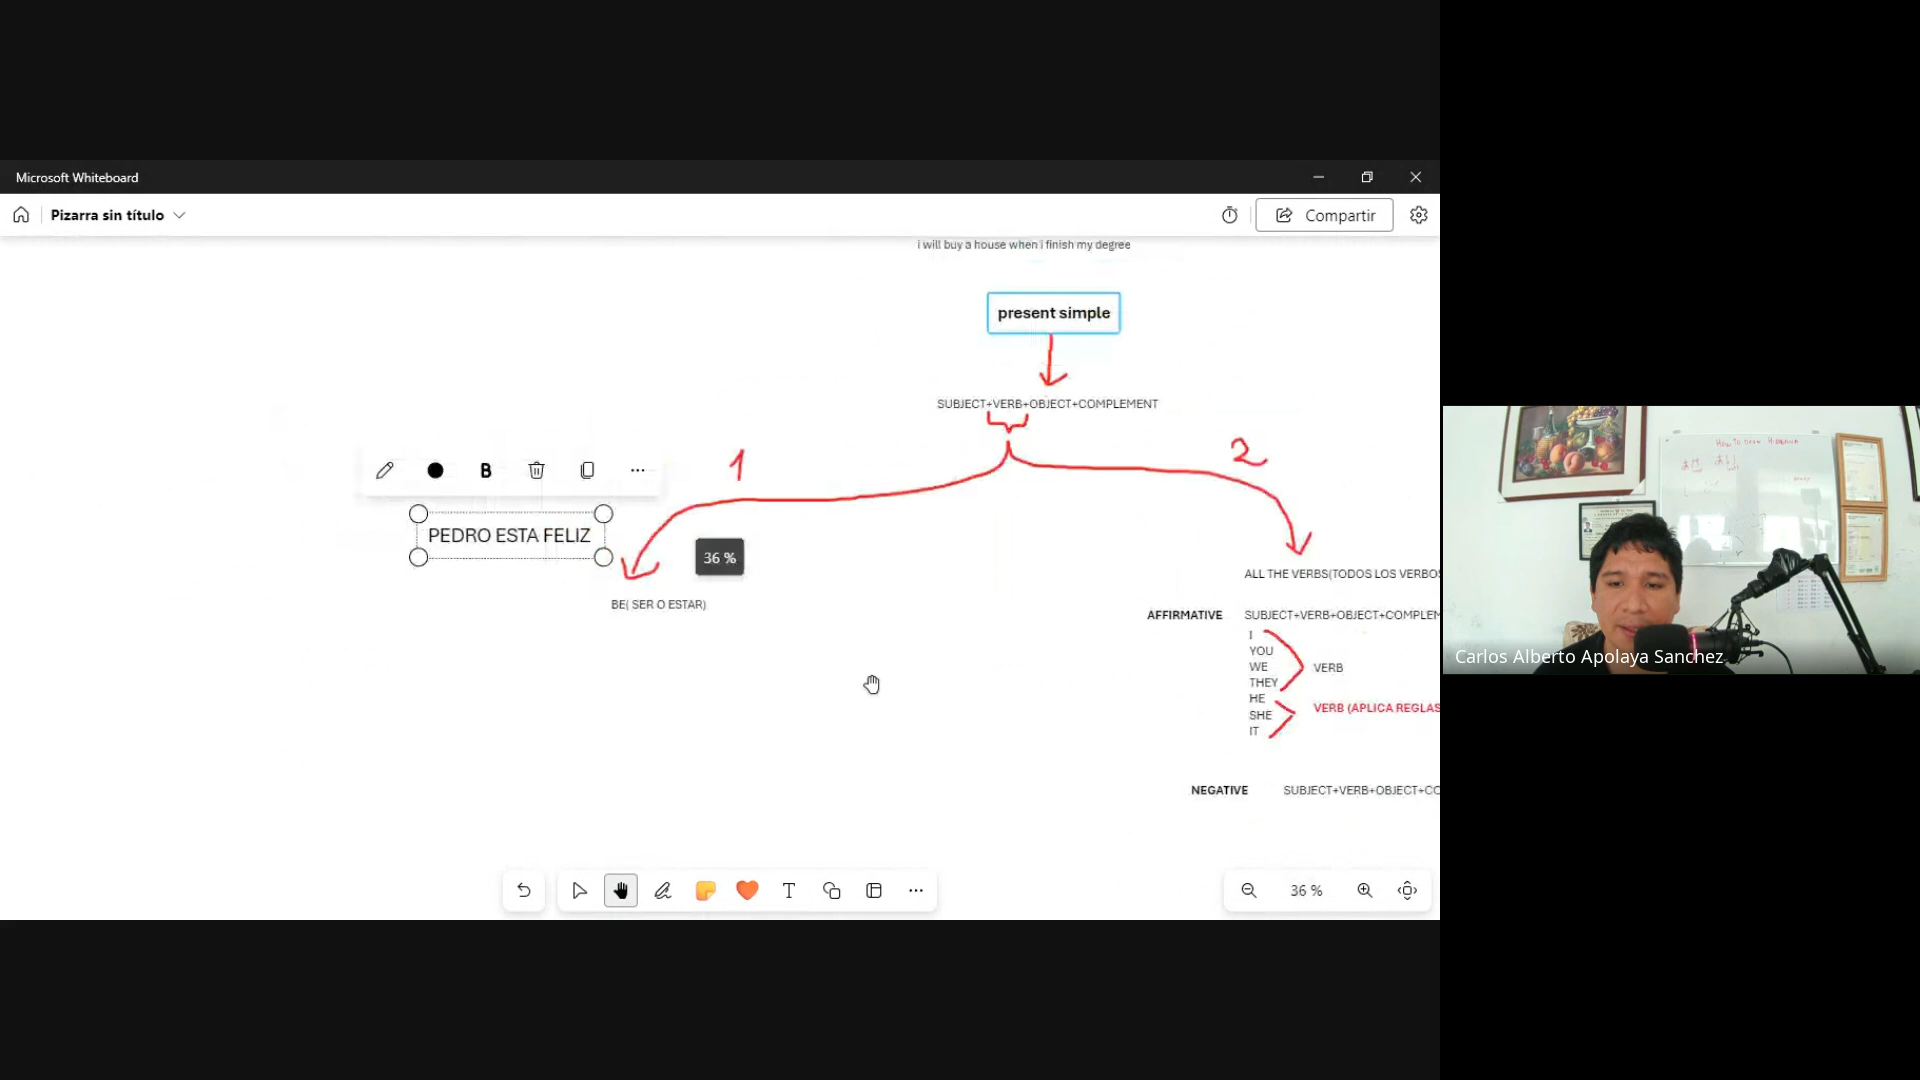 Microsoft Whiteboard
Pizarra sin título
Compartir
i will buy a house when i finish my degree
present simple
SUBJECT+VERB+OBJECT+COMPLEMENT
1
2
PEDRO ESTA FELIZ
36 %
BE( SER O ESTAR)
ALL THE VERBS(TODOS LOS VERBOS
AFFIRMATIVE SUBJECT+VERB+OBJECT+COMPLEM
I
YOU
WE
THEY
HE
SHE
IT
VERB
VERB (APLICA REGLAS
NEGATIVE SUBJECT+VERB+OBJECT+CO
B
T
36 %
Carlos Alberto Apolaya Sanchez